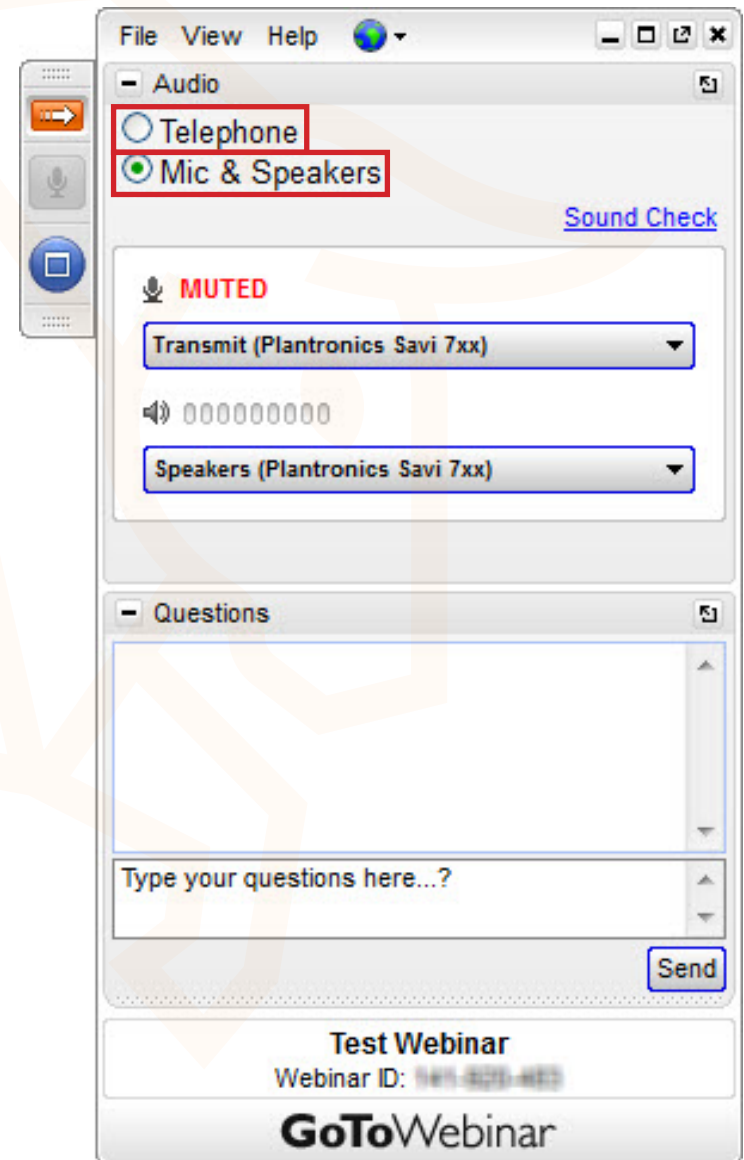 File View Help
Audio
Telephone
Mic & Speakers
Sound Check
MUTED
Transmit (Plantronics Savi 7xx)
000000000
Speakers (Plantronics Savi 7xx)
Questions
Type your questions here...?
Send
Test Webinar
Webinar ID:
GoToWebinar